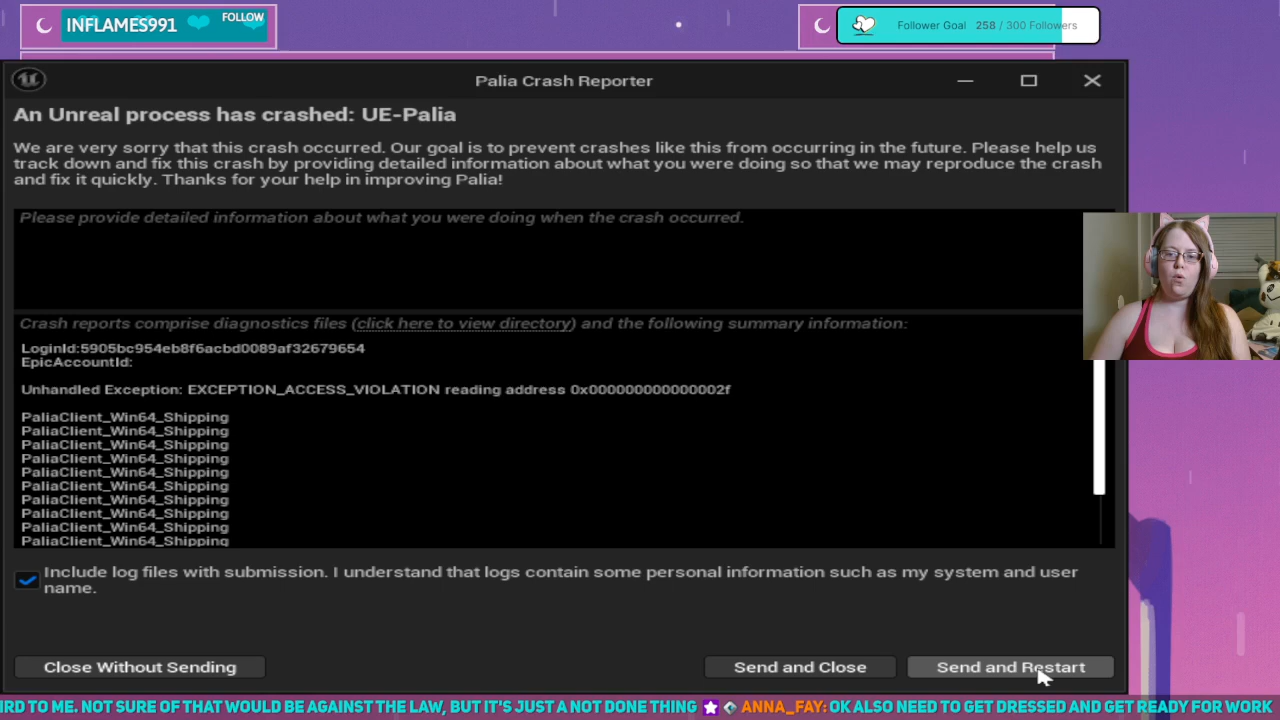 INFLAMES991 FOLLOW
Follower Goal 258 / 300 Followers
Palia Crash Reporter
An Unreal process has crashed: UE-Palia
We are very sorry that this crash occurred. Our goal is to prevent crashes like this from occurring in the future. Please help us
track down and fix this crash by providing detailed information about what you were doing so that we may reproduce the crash
and fix it quickly. Thanks for your help in improving Palia!
Please provide detailed information about what you were doing when the crash occurred.
Crash reports comprise diagnostics files (click here to view directory) and the following summary information:
LoginId:5905bc954eb8f6acbd0089af32679654
EpicAccountId:
Unhandled Exception: EXCEPTION_ACCESS_VIOLATION reading address 0x000000000000002f
PaliaClient_Win64_Shipping
PaliaClient_Win64_Shipping
PaliaClient_Win64_Shipping
PaliaClient_Win64_Shipping
PaliaClient_Win64_Shipping
PaliaClient_Win64_Shipping
PaliaClient_Win64_Shipping
PaliaClient_Win64_Shipping
PaliaClient_Win64_Shipping
PaliaClient_Win64_Shipping
Include log files with submission. I understand that logs contain some personal information such as my system and user
name.
Close Without Sending Send and Close Send and Restart
IRD TO ME. NOT SURE OF THAT WOULD BE AGAINST THE LAW, BUT IT'S JUST A NOT DONE THING ANNA_FAY: OK ALSO NEED TO GET DRESSED AND GET READY FOR WORK